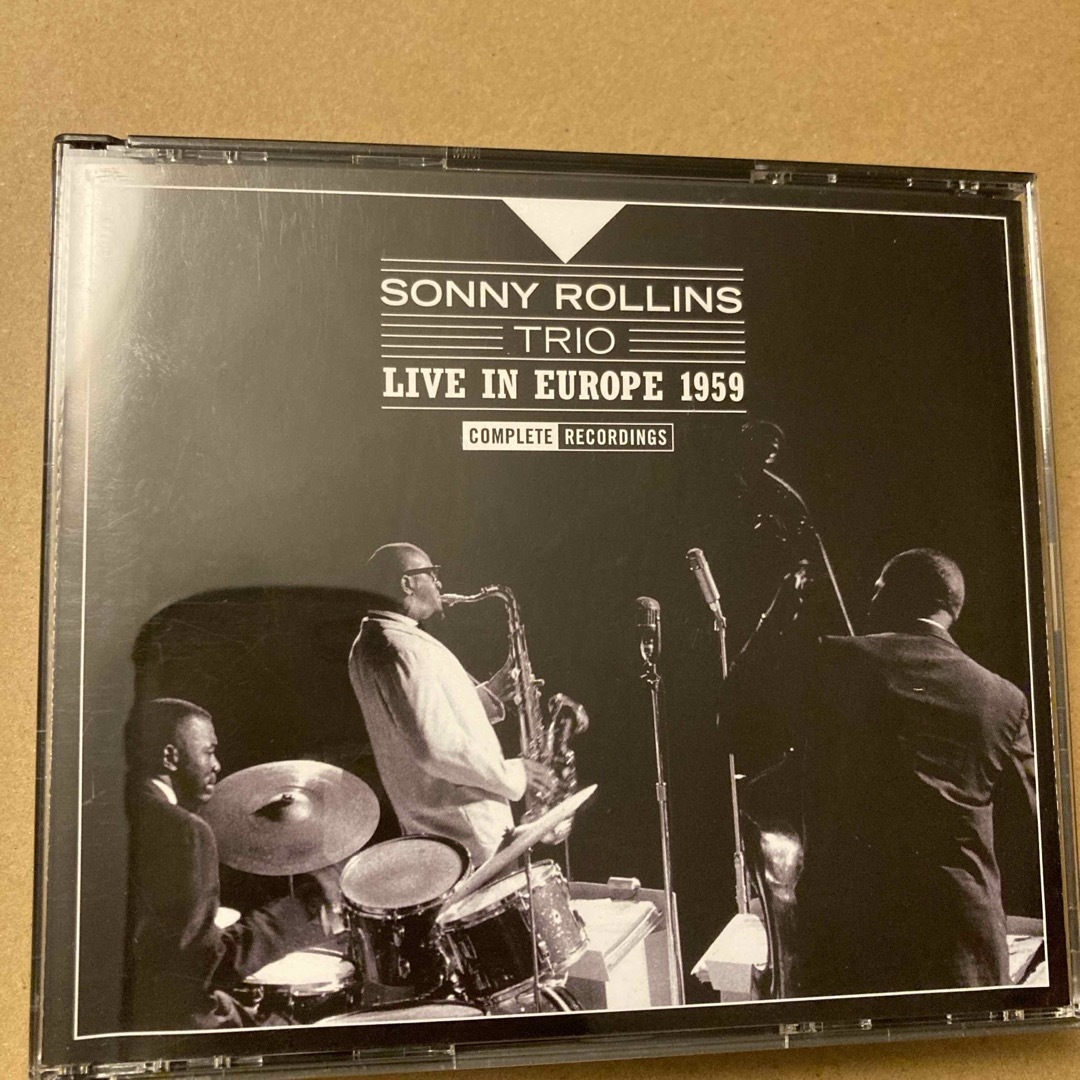 SONNY ROLLINS
TRIO
LIVE IN EUROPE 1959
COMPLETE RECORDINGS